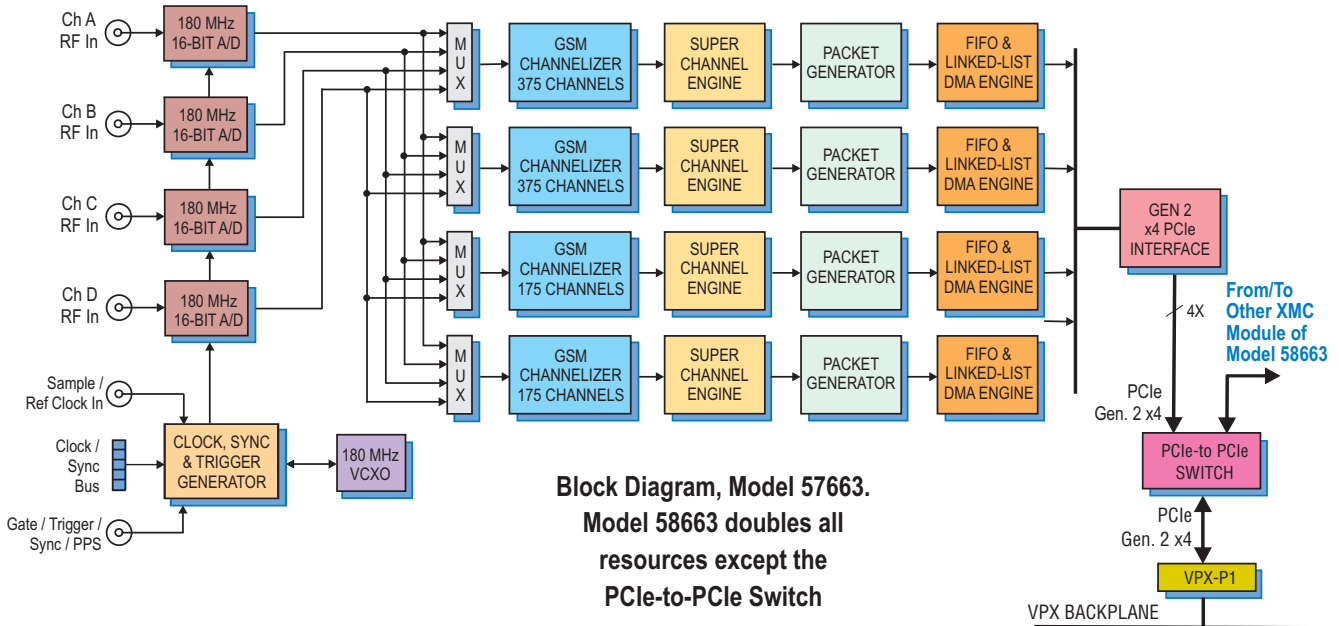 Ch A
RF In
180 MHz
16-BIT A/D
Ch B
RF In
180 MHz
16-BIT A/D
Ch C
RF In
180 MHz
16-BIT A/D
Ch D
RF In
180 MHz
16-BIT A/D
Sample /
Ref Clock In
Clock /
Sync
Bus
Gate / Trigger /
Sync / PPS
CLOCK, SYNC
& TRIGGER
GENERATOR
180 MHz
VCXO
M
U
X
GSM
CHANNELIZER
375 CHANNELS
SUPER
CHANNEL
ENGINE
PACKET
GENERATOR
FIFO &
LINKED-LIST
DMA ENGINE
M
U
X
GSM
CHANNELIZER
375 CHANNELS
SUPER
CHANNEL
ENGINE
PACKET
GENERATOR
FIFO &
LINKED-LIST
DMA ENGINE
M
U
X
GSM
CHANNELIZER
175 CHANNELS
SUPER
CHANNEL
ENGINE
PACKET
GENERATOR
FIFO &
LINKED-LIST
DMA ENGINE
M
U
X
GSM
CHANNELIZER
175 CHANNELS
SUPER
CHANNEL
ENGINE
PACKET
GENERATOR
FIFO &
LINKED-LIST
DMA ENGINE
GEN 2
x4 PCIe
INTERFACE
4X
From/To
Other XMC
Module of
Model 58663
PCIe
Gen. 2 x4
PCIe-to PCIe
SWITCH
PCIe
Gen. 2 x4
VPX-P1
VPX BACKPLANE
Block Diagram, Model 57663.
Model 58663 doubles all
resources except the
PCIe-to-PCIe Switch